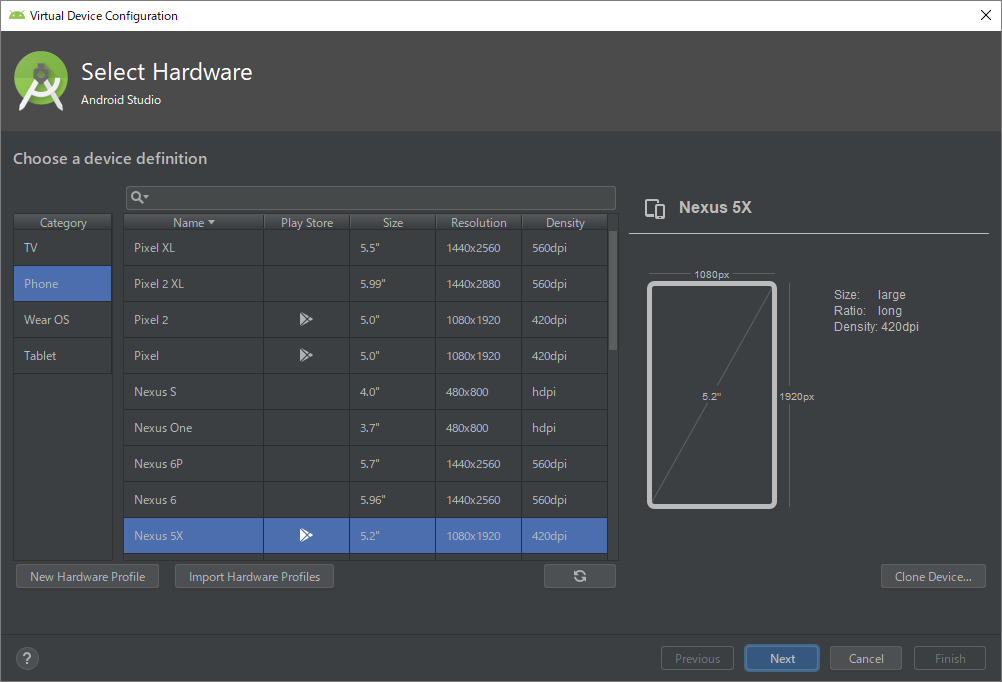 Virtual Device Configuration
Select Hardware
Android Studio
Choose a device definition
Category
TV
Phone
Wear OS
Tablet
Name Play Store Size Resolution Density
Pixel XL 5.5" 1440x2560 560dpi
Pixel 2 XL 5.99" 1440x2880 560dpi
Pixel 2 5.0" 1080x1920 420dpi
Pixel 5.0" 1080x1920 420dpi
Nexus S 4.0" 480x800 hdpi
Nexus One 3.7" 480x800 hdpi
Nexus 6P 5.7" 1440x2560 560dpi
Nexus 6 5.96" 1440x2560 560dpi
Nexus 5X 5.2" 1080x1920 420dpi
New Hardware Profile Import Hardware Profiles
Nexus 5X
1080px
5.2"
1920px
Size: large
Ratio: long
Density: 420dpi
Clone Device...
? Previous Next Cancel Finish